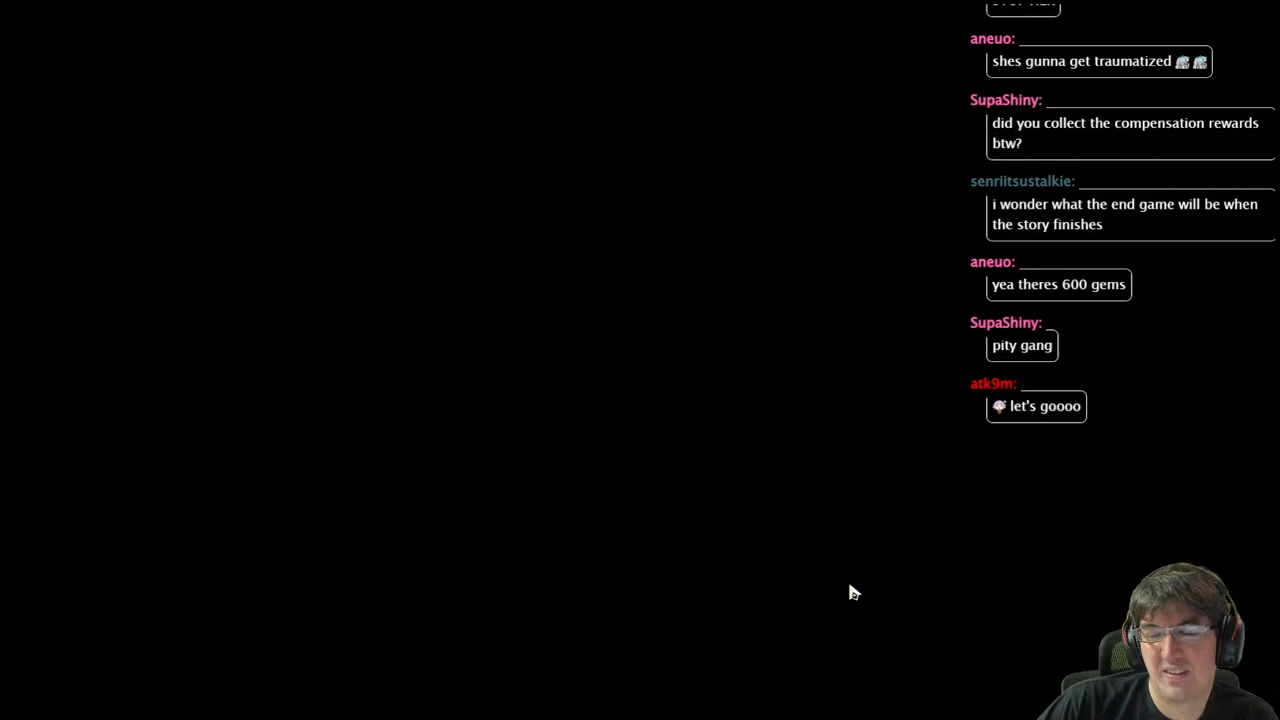 aneuo:
shes gunna get traumatized
SupaShiny:
did you collect the compensation rewards
btw?
senriitsustalkie:
i wonder what the end game will be when
the story finishes
aneuo:
yea theres 600 gems
SupaShiny:
pity gang
atk9m:
let's goooo